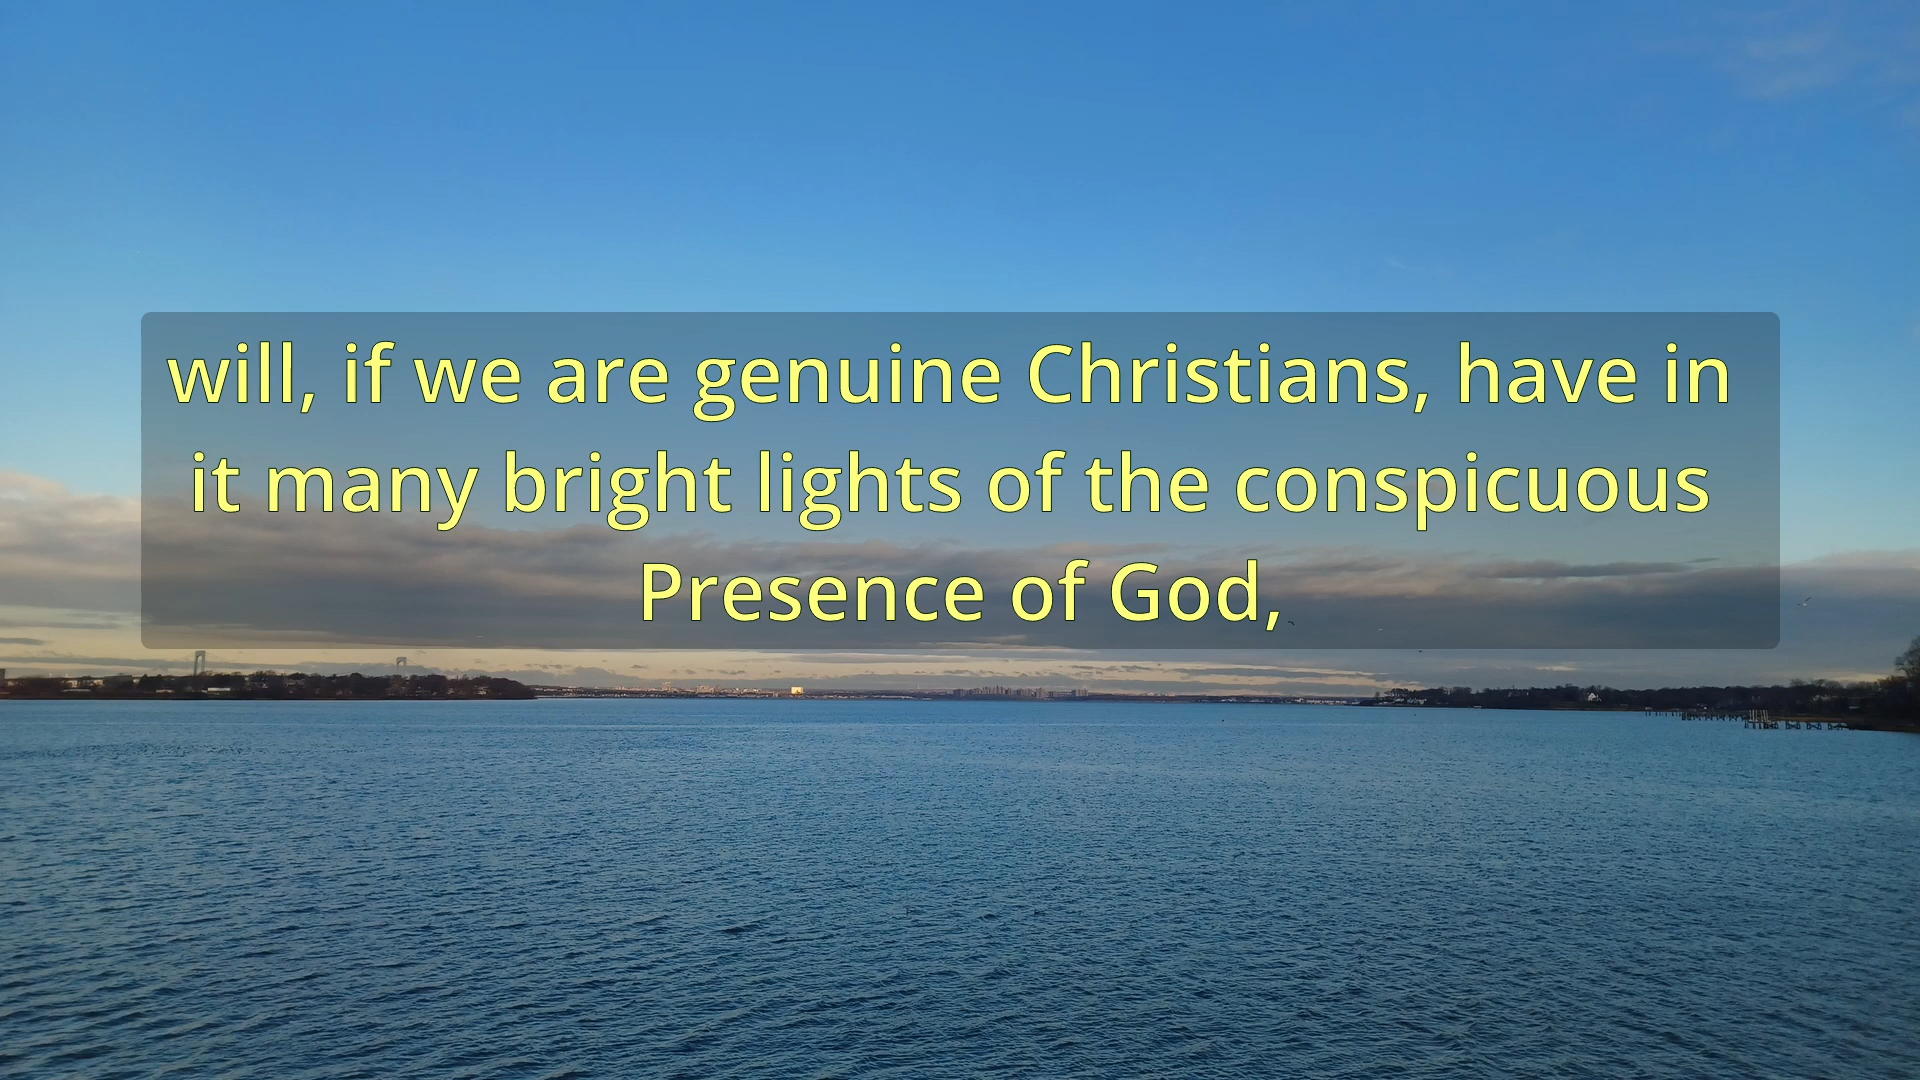 will, if we are genuine Christians, have in
it many bright lights of the conspicuous
Presence of God,